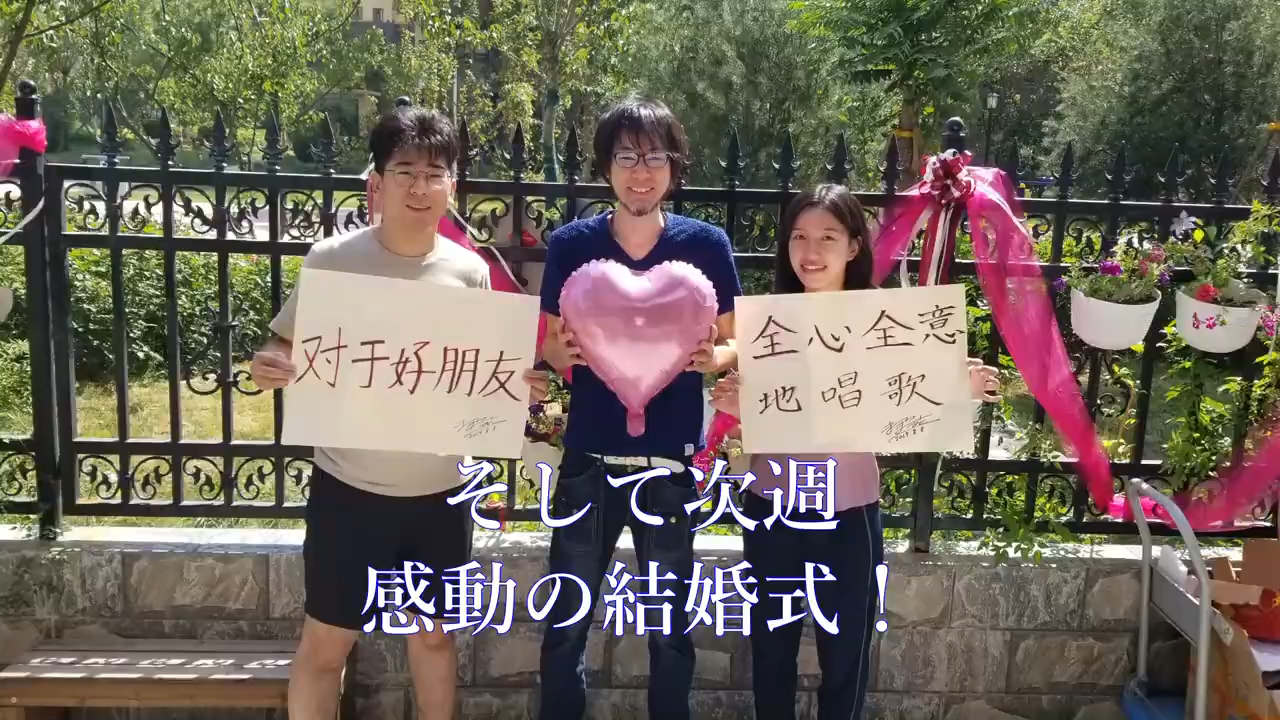 对于好朋友
全心全意
地唱歌
そして次週
感動の結婚式！